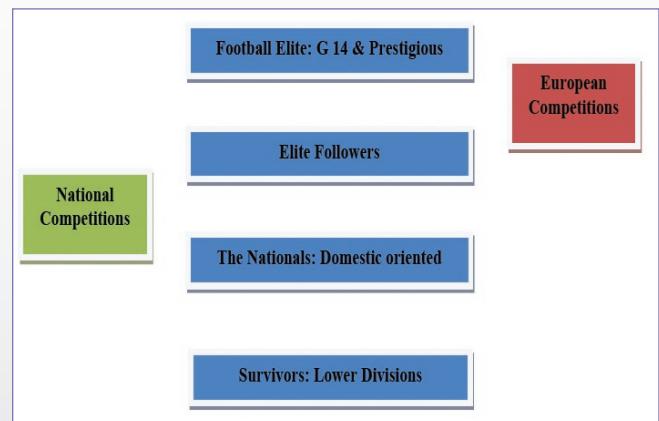 Football Elite: G 14 & Prestigious
European
Competitions
Elite Followers
National
Competitions
The Nationals: Domestic oriented
Survivors: Lower Divisions